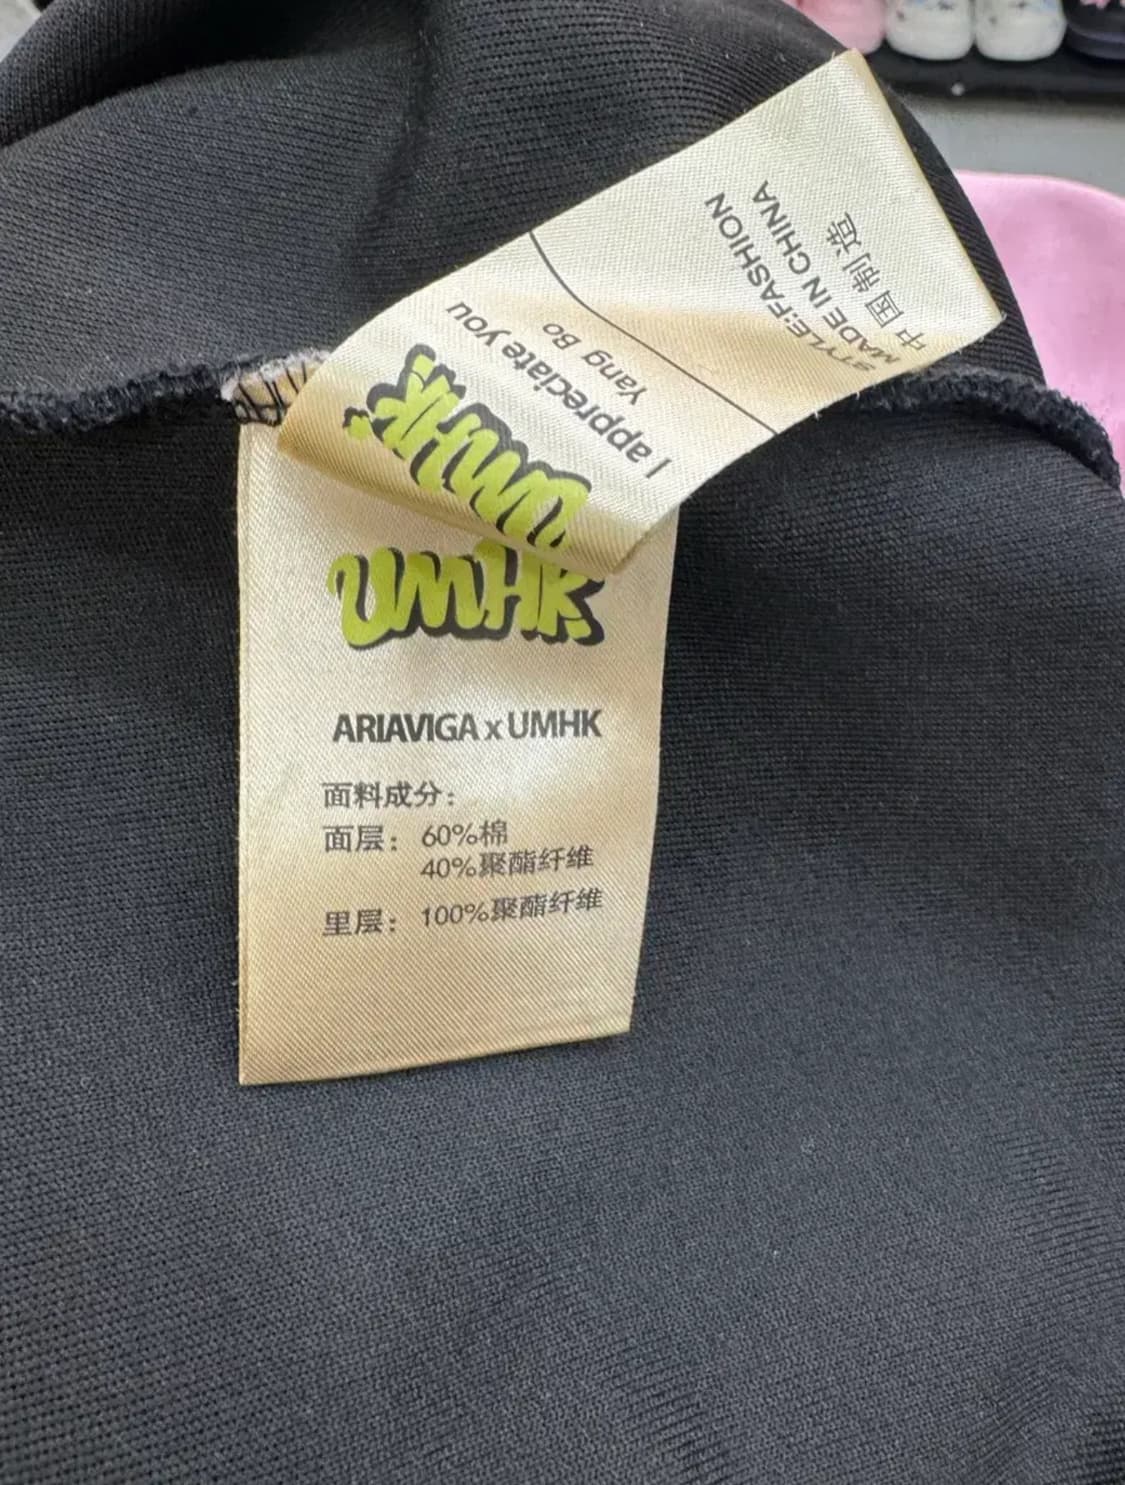 STYLE:FASHION
MADE IN CHINA
中国制造
I appreciate you
Yang Bo
UMHK
UMHK
ARIAVIGA x UMHK
面料成分：
面层：60%棉
40%聚酯纤维
里层：100%聚酯纤维